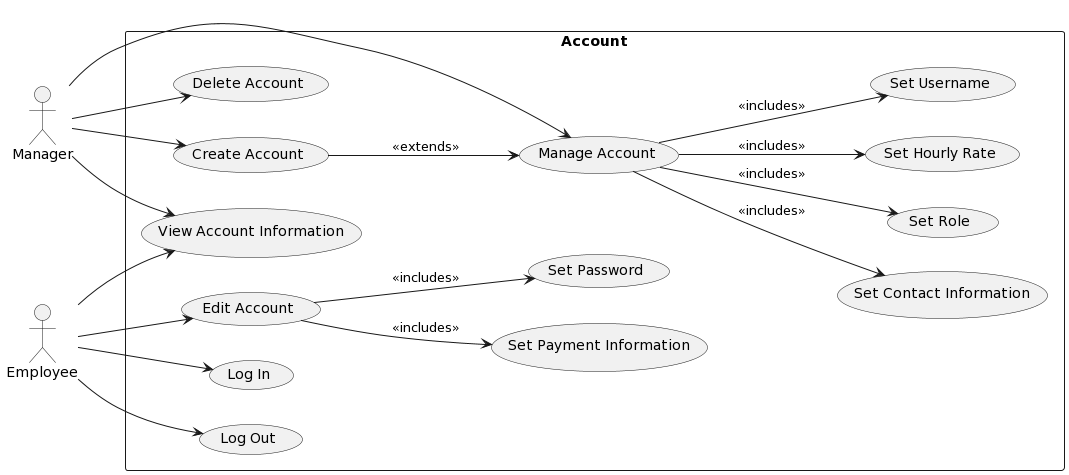 Account
Delete Account
Set Username
«includes»
Manager
Create Account
«extends»
Manage Account
«includes»
Set Hourly Rate
«includes»
Set Role
«includes»
View Account Information
Set Password
«includes»
Set Contact Information
Edit Account
«includes»
Set Payment Information
Employee
Log In
Log Out